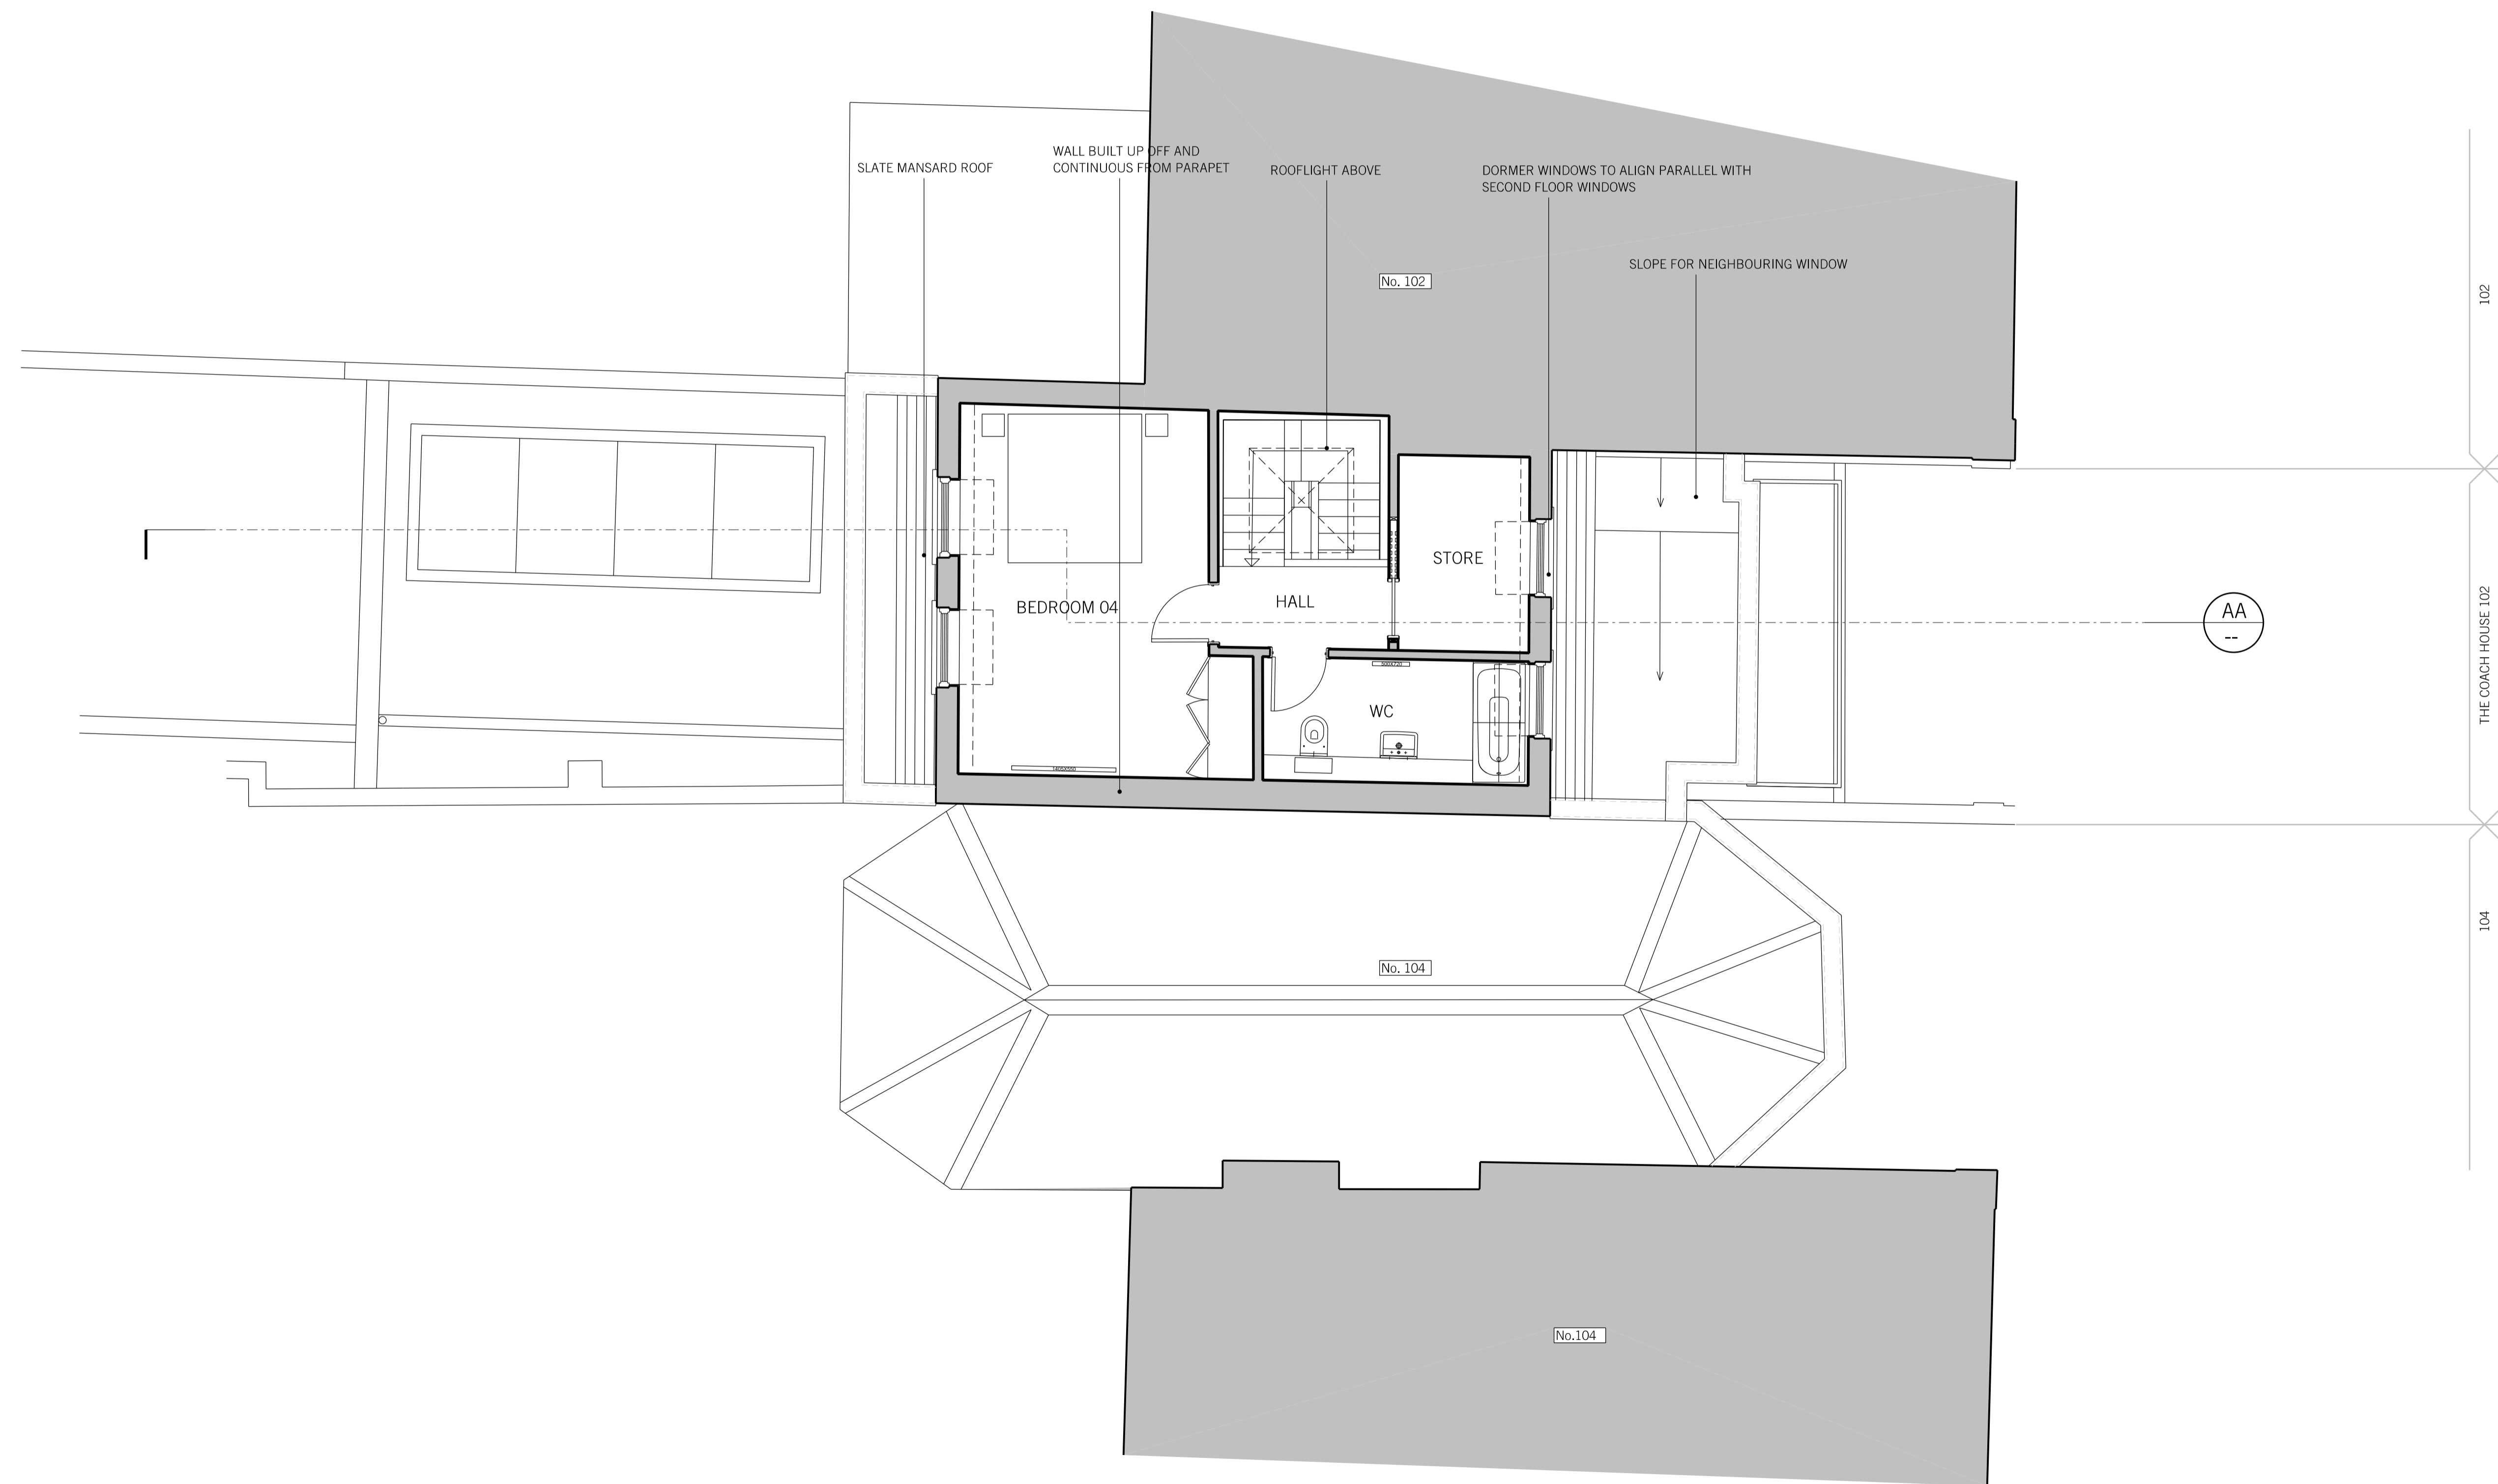 SLATE MANSARD ROOF
WALL BUILT UP OFF AND
CONTINUOUS FROM PARAPET
ROOFLIGHT ABOVE
DORMER WINDOWS TO ALIGN PARALLEL WITH
SECOND FLOOR WINDOWS
SLOPE FOR NEIGHBOURING WINDOW
No. 102
102
STORE
HALL
BEDROOM 04
AA
--
THE COACH HOUSE 102
WC
104
No. 104
No.104